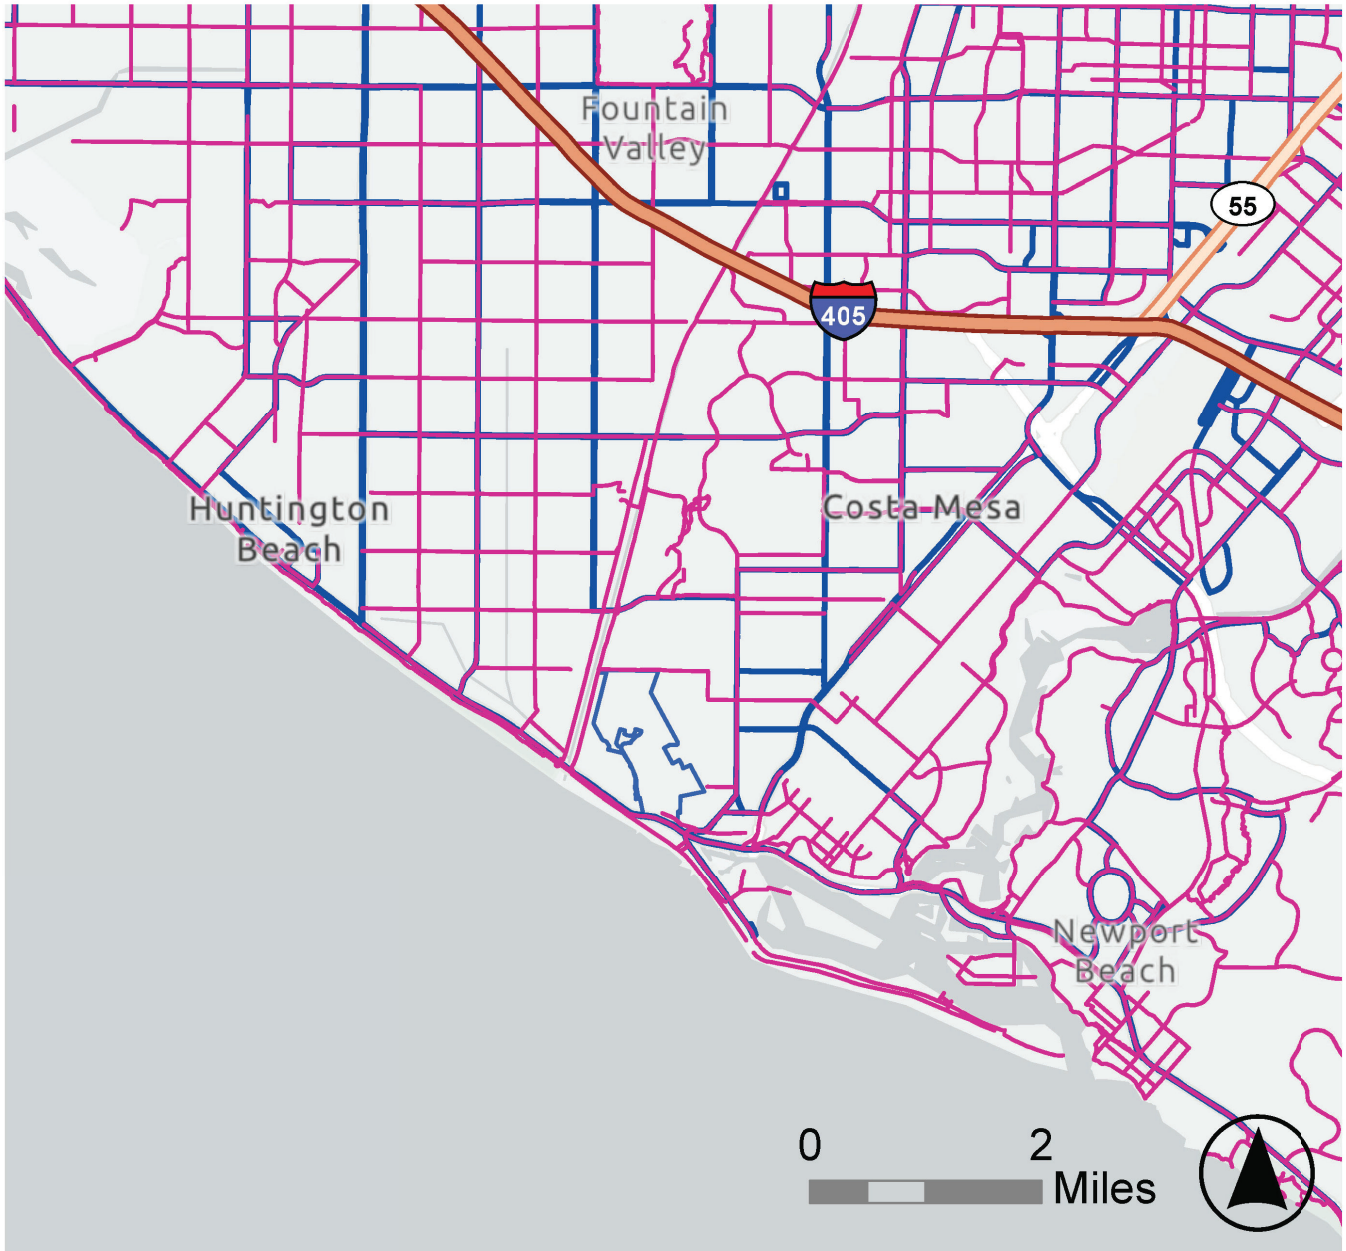 Fountain
Valley
55
405
Huntington
Beach
Costa Mesa
Newport
Beach
0 2
Miles